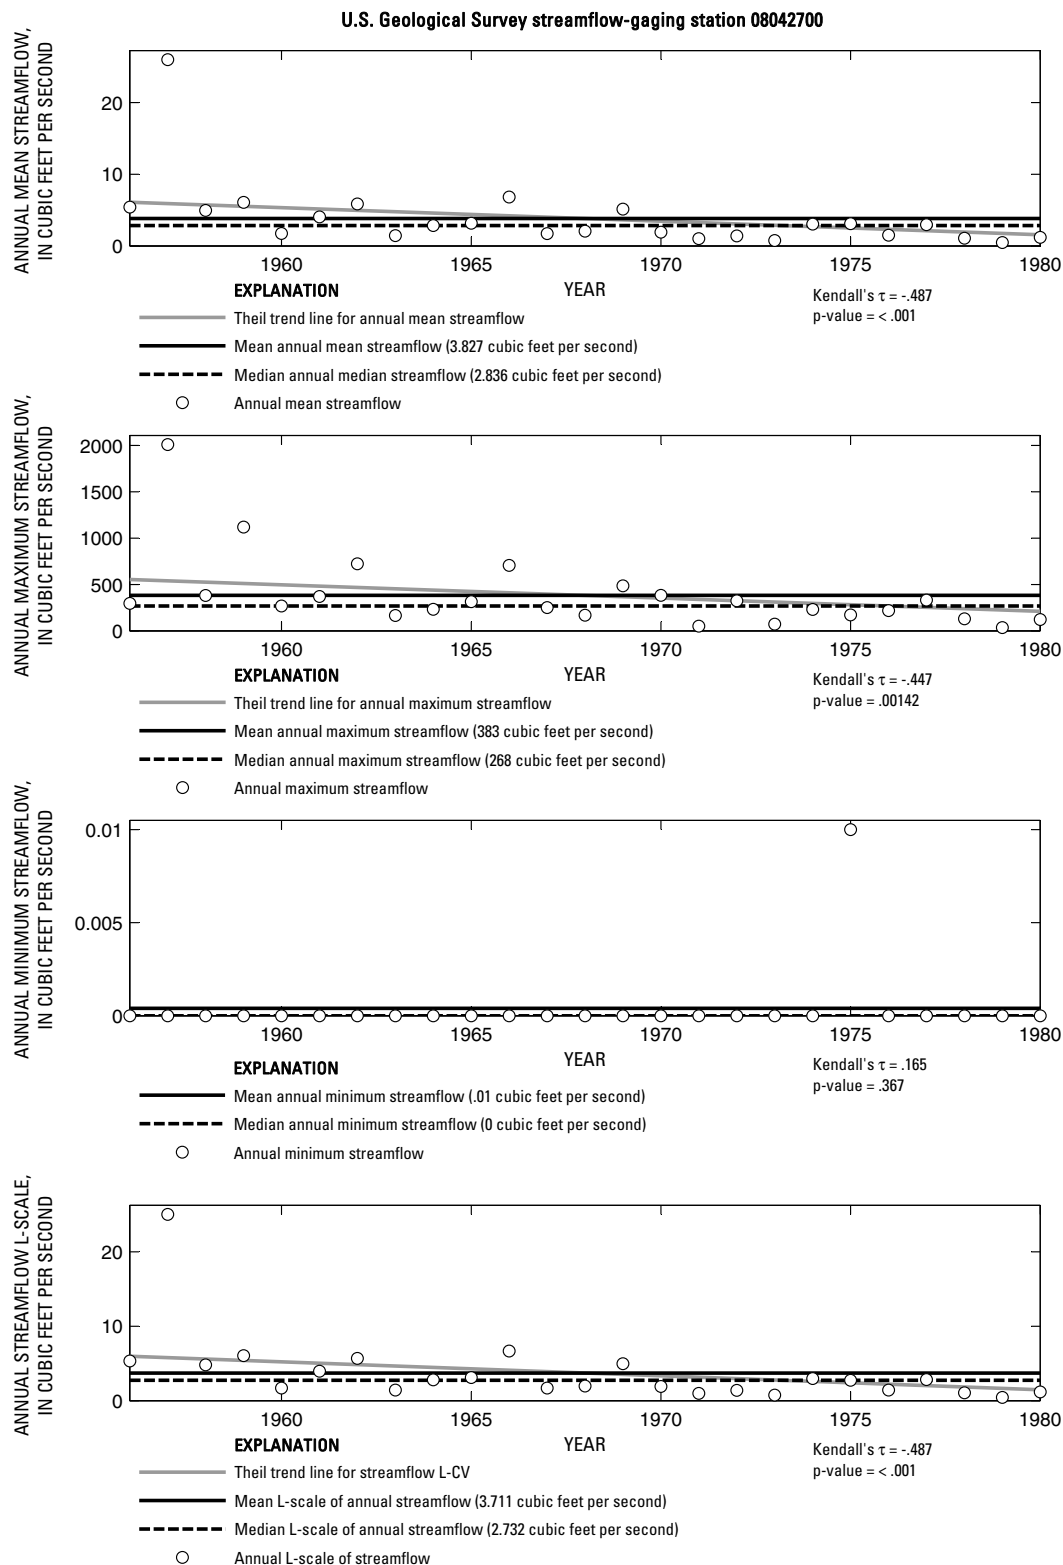 U.S. Geological Survey streamflow-gaging station 08042700
ANNUAL MEAN STREAMFLOW,
IN CUBIC FEET PER SECOND
20
10
0
1960 1965 1970 1975 1980
YEAR
EXPLANATION
Theil trend line for annual mean streamflow
Mean annual mean streamflow (3.827 cubic feet per second)
Median annual median streamflow (2.836 cubic feet per second)
Annual mean streamflow
Kendall's τ = -.487
p-value = < .001
ANNUAL MAXIMUM STREAMFLOW,
IN CUBIC FEET PER SECOND
2000
1500
1000
500
0
1960 1965 1970 1975 1980
YEAR
EXPLANATION
Theil trend line for annual maximum streamflow
Mean annual maximum streamflow (383 cubic feet per second)
Median annual maximum streamflow (268 cubic feet per second)
Annual maximum streamflow
Kendall's τ = -.447
p-value = .00142
ANNUAL MINIMUM STREAMFLOW,
IN CUBIC FEET PER SECOND
0.01
0.005
0
1960 1965 1970 1975 1980
YEAR
EXPLANATION
Mean annual minimum streamflow (.01 cubic feet per second)
Median annual minimum streamflow (0 cubic feet per second)
Annual minimum streamflow
Kendall's τ = .165
p-value = .367
ANNUAL STREAMFLOW L-SCALE,
IN CUBIC FEET PER SECOND
20
10
0
1960 1965 1970 1975 1980
YEAR
EXPLANATION
Theil trend line for streamflow L-CV
Mean L-scale of annual streamflow (3.711 cubic feet per second)
Median L-scale of annual streamflow (2.732 cubic feet per second)
Annual L-scale of streamflow
Kendall's τ = -.487
p-value = < .001